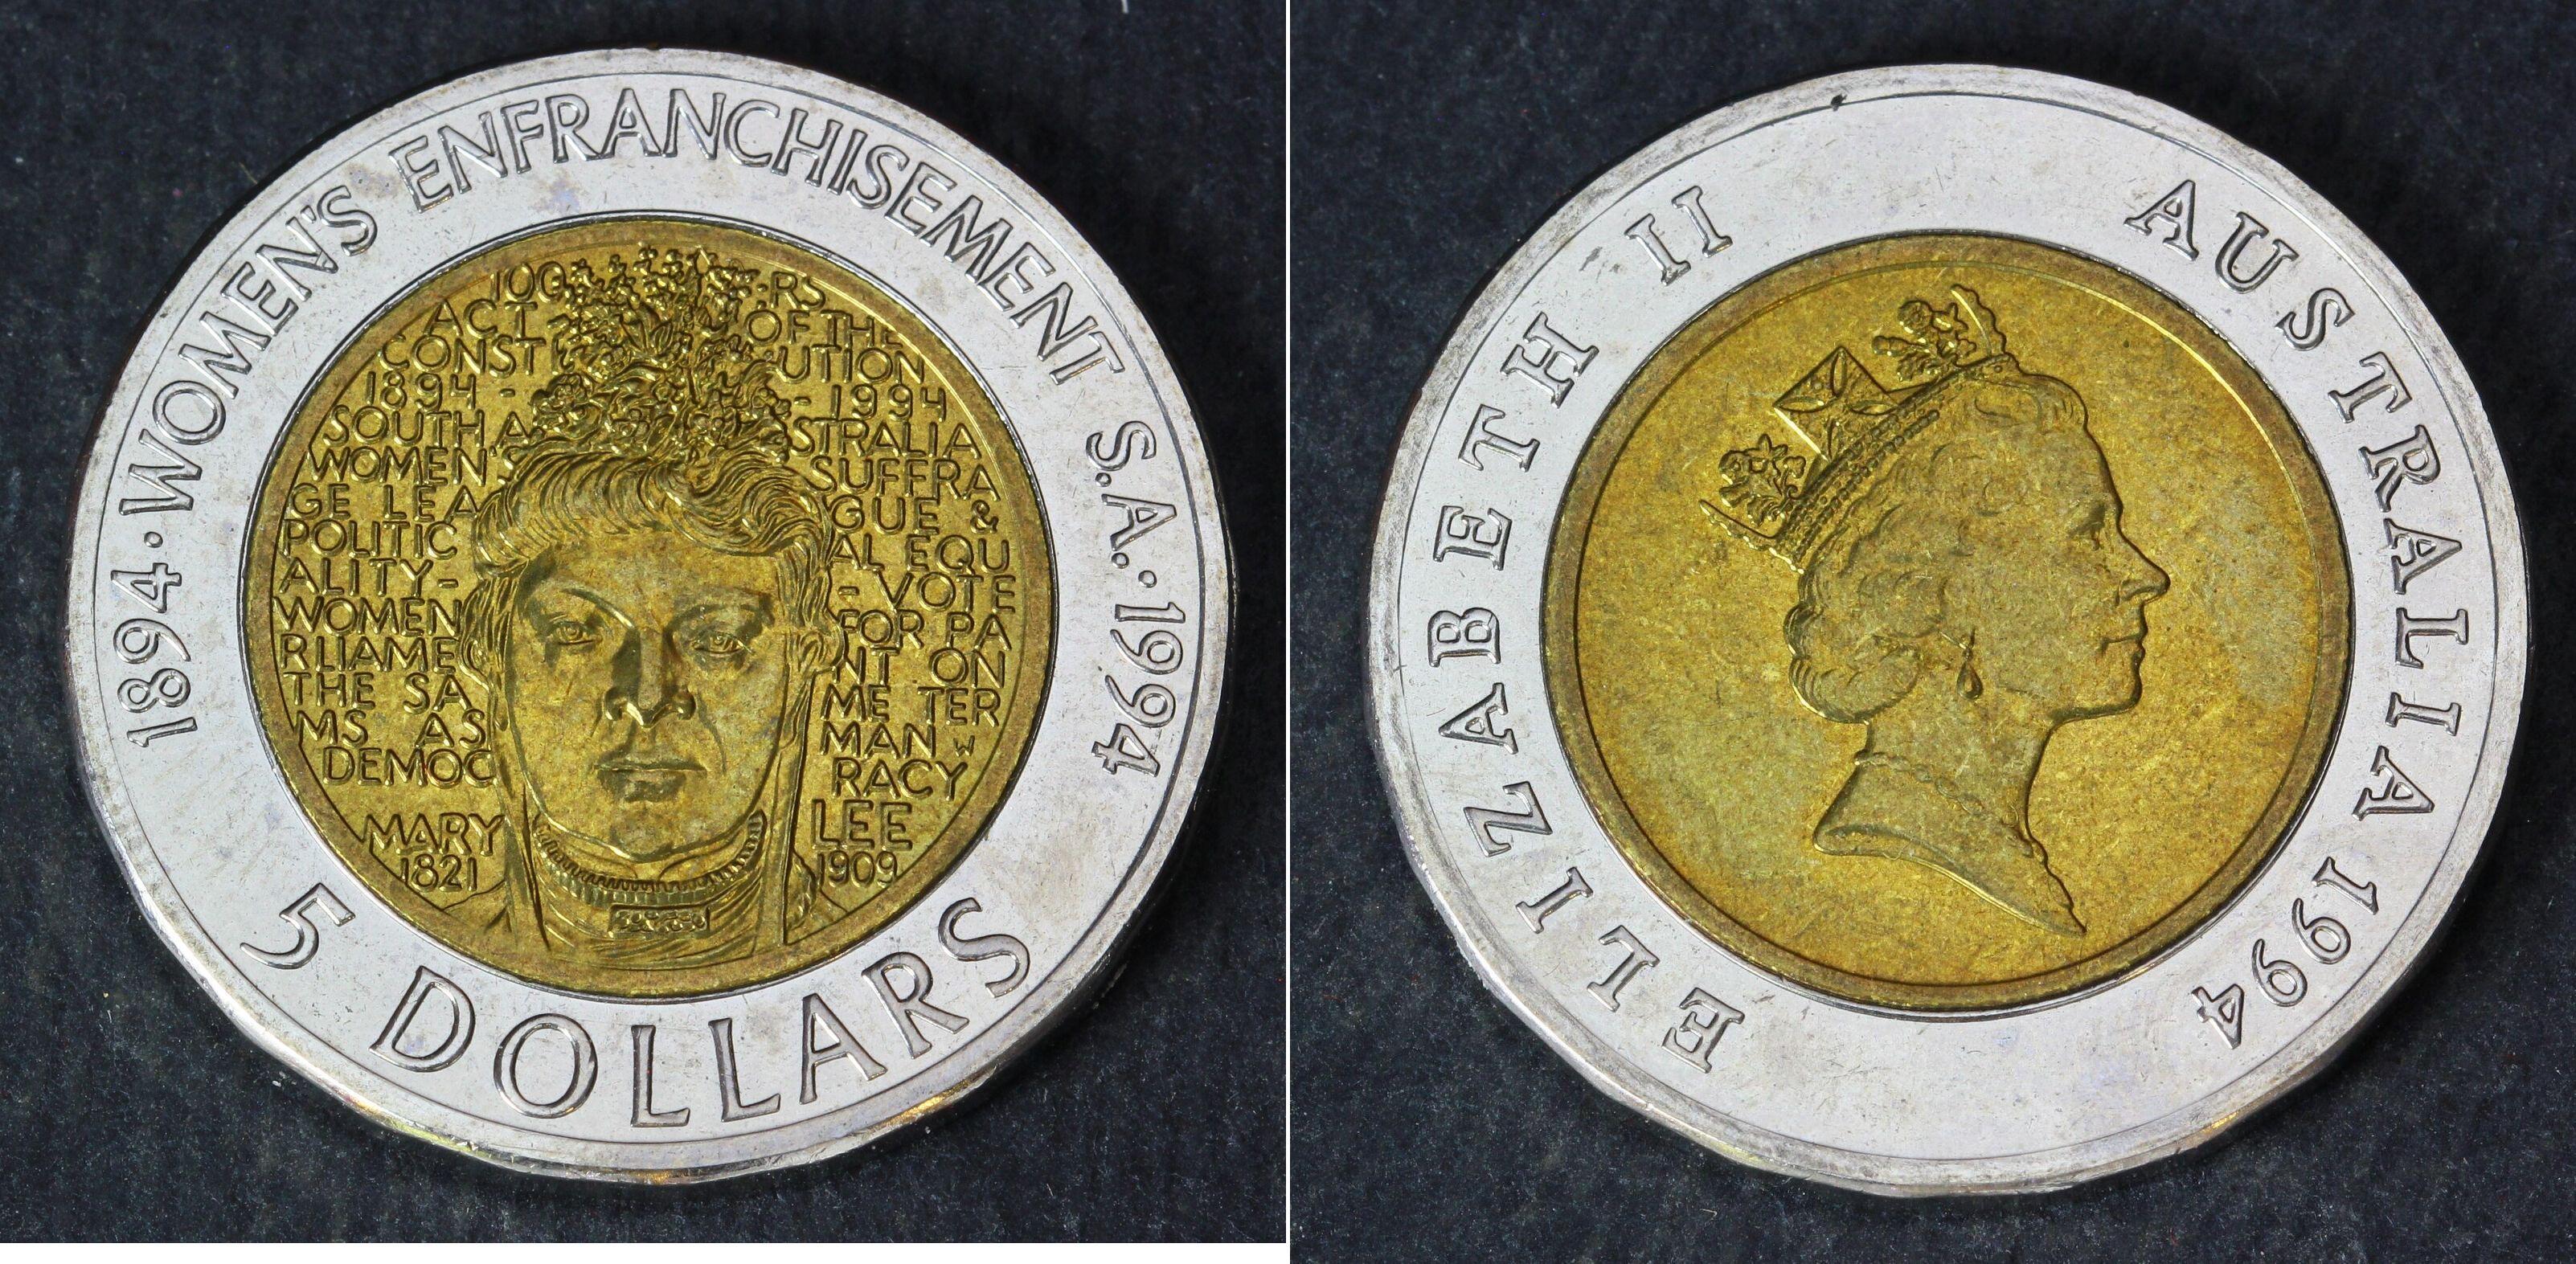 1894·WOMEN'S ENFRANCHISEMENT S.A.·1994
100 RS
ACT OF THE
CONST UTION
1894 - - 1994
SOUTH A STRALIA
WOMEN'S SUFFRA
GE LEA GUE &
POLITIC AL EQU
ALITY- - VOTE
WOMEN FOR PA
RLIAME NT ON
THE SA ME TER
MS AS MAN W
DEMOC RACY
MARY LEE
1821 1909
5 DOLLARS
ELIZABETH II AUSTRALIA 1994